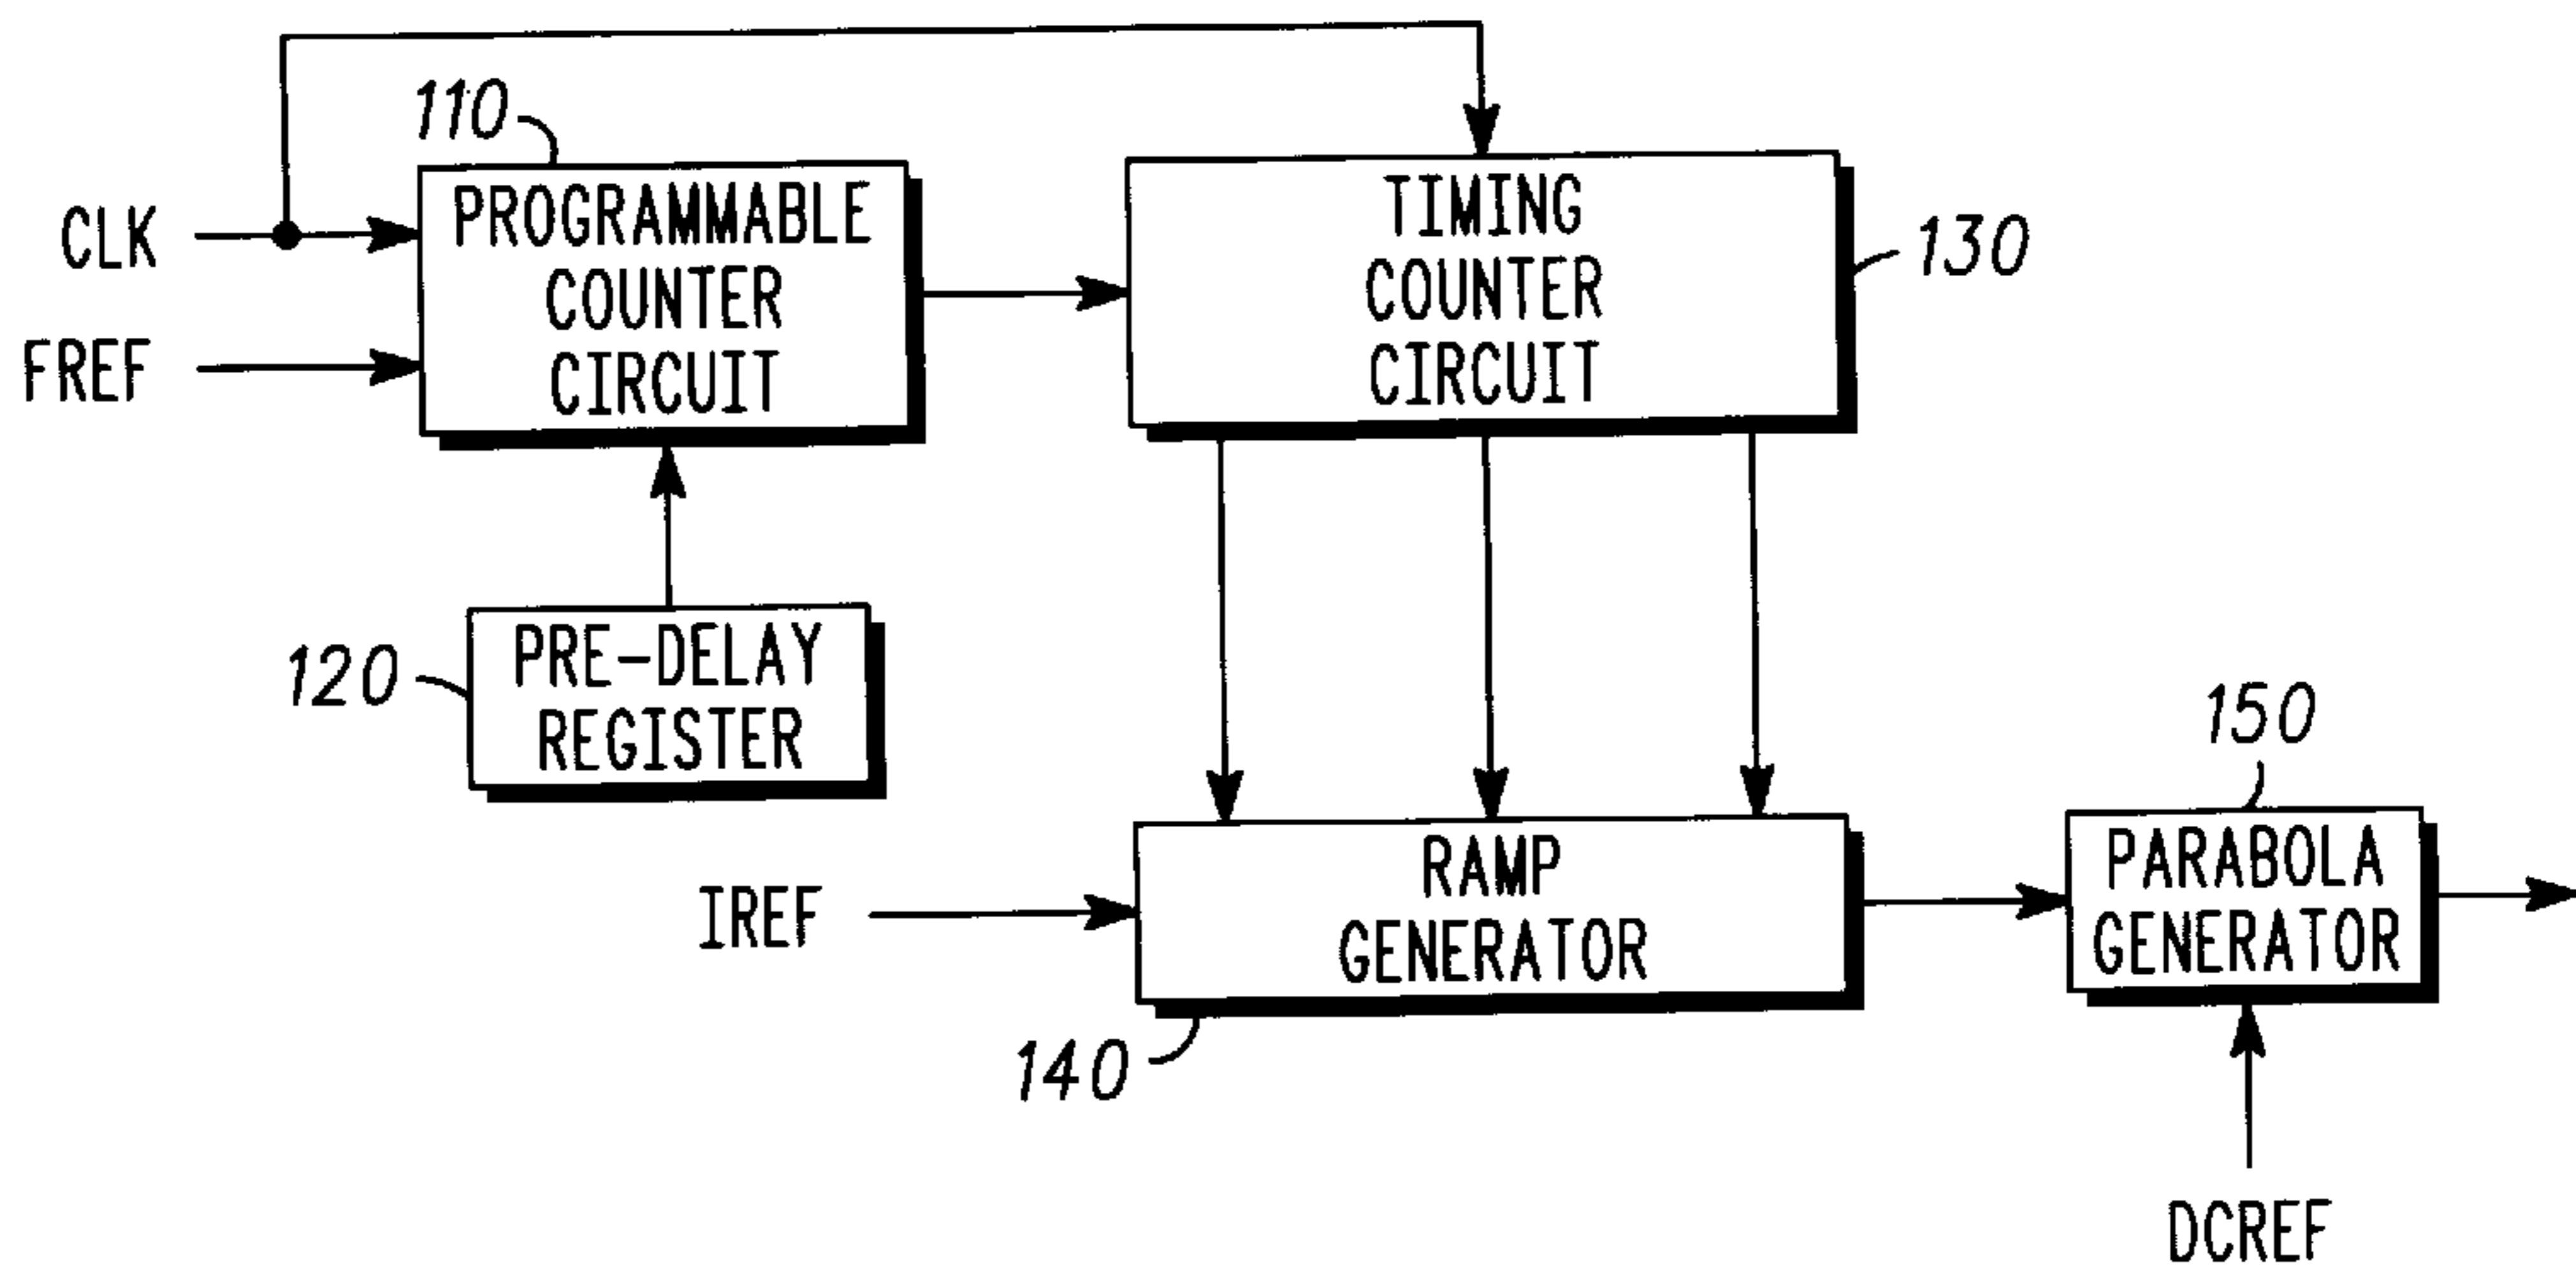 110
PROGRAMMABLE
COUNTER
CIRCUIT
CLK
FREF
TIMING
COUNTER
CIRCUIT
130
120
PRE-DELAY
REGISTER
IREF
RAMP
GENERATOR
140
150
PARABOLA
GENERATOR
DCREF